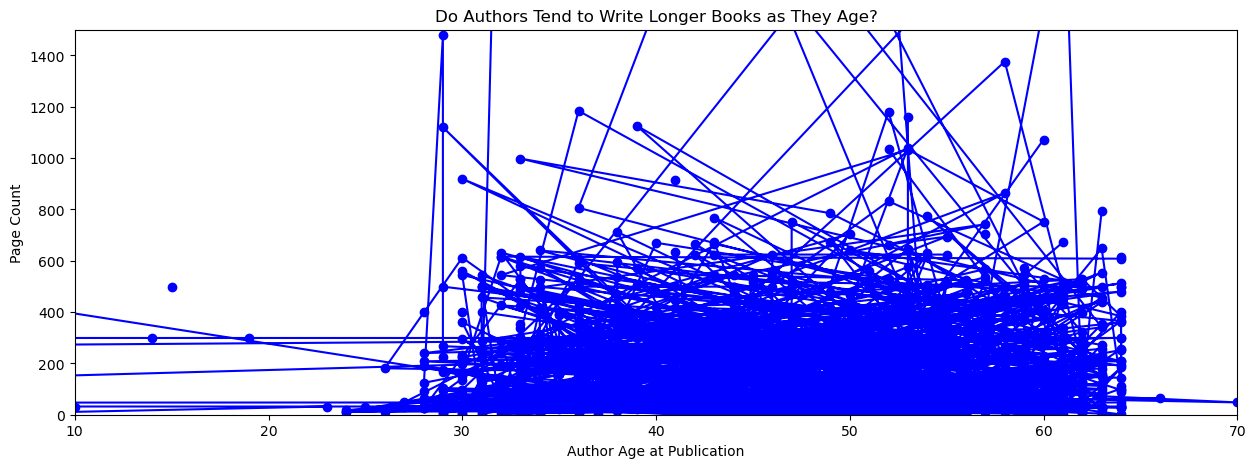 Do Authors Tend to Write Longer Books as They Age?
1400
1200
1000
800
600
400
200
0
Page Count
10 20 30 40 50 60 70
Author Age at Publication